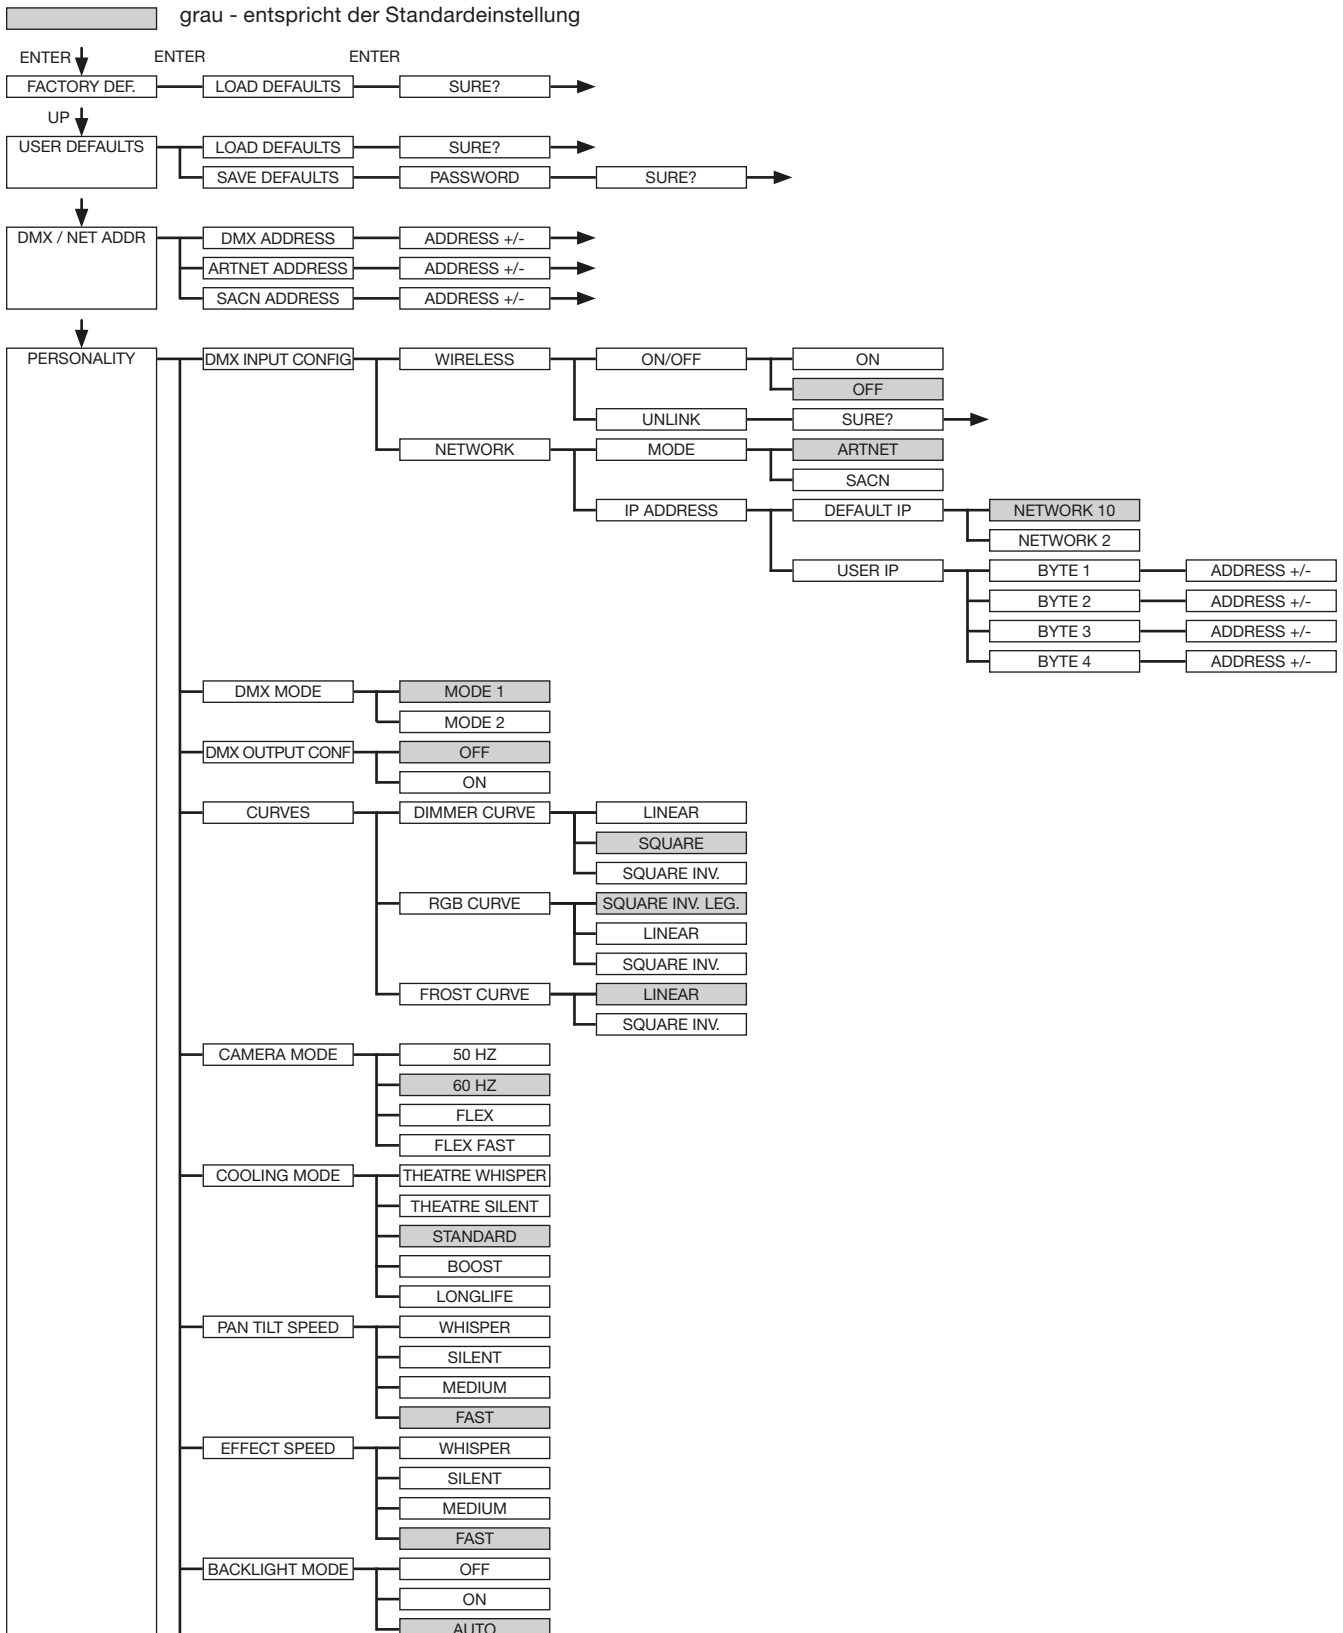 grau - entspricht der Standardeinstellung
ENTER ENTER ENTER
FACTORY DEF. LOAD DEFAULTS SURE?
UP
USER DEFAULTS LOAD DEFAULTS SURE?
SAVE DEFAULTS PASSWORD SURE?
DMX / NET ADDR DMX ADDRESS ADDRESS +/-
ARTNET ADDRESS ADDRESS +/-
SACN ADDRESS ADDRESS +/-
PERSONALITY DMX INPUT CONFIG WIRELESS ON/OFF ON
OFF
UNLINK SURE?
NETWORK MODE ARTNET
SACN
IP ADDRESS DEFAULT IP NETWORK 10
NETWORK 2
USER IP BYTE 1 ADDRESS +/-
BYTE 2 ADDRESS +/-
BYTE 3 ADDRESS +/-
BYTE 4 ADDRESS +/-
DMX MODE MODE 1
MODE 2
DMX OUTPUT CONF OFF
ON
CURVES DIMMER CURVE LINEAR
SQUARE
SQUARE INV.
RGB CURVE SQUARE INV. LEG.
LINEAR
SQUARE INV.
FROST CURVE LINEAR
SQUARE INV.
CAMERA MODE 50 HZ
60 HZ
FLEX
FLEX FAST
COOLING MODE THEATRE WHISPER
THEATRE SILENT
STANDARD
BOOST
LONGLIFE
PAN TILT SPEED WHISPER
SILENT
MEDIUM
FAST
EFFECT SPEED WHISPER
SILENT
MEDIUM
FAST
BACKLIGHT MODE OFF
ON
AUTO